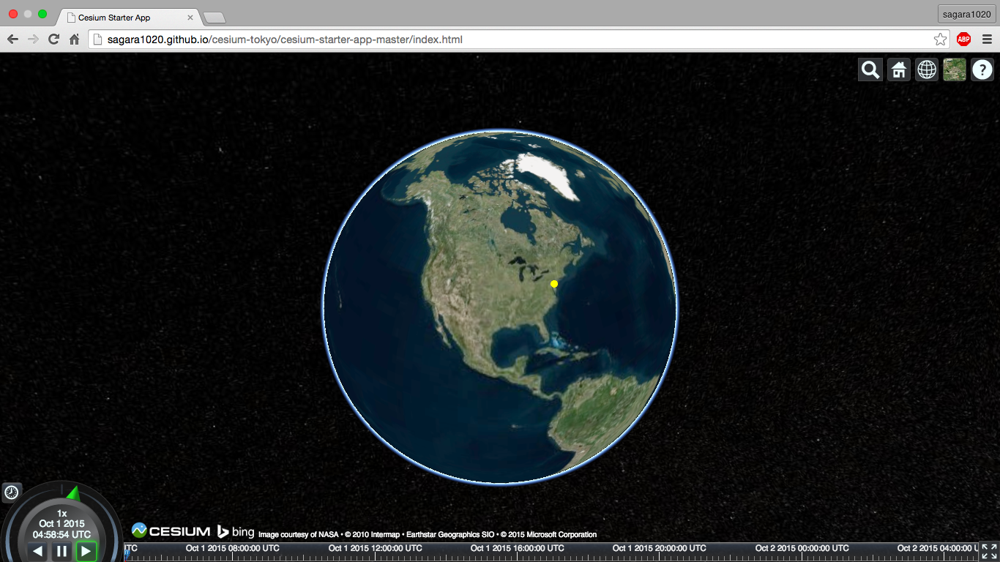 Cesium Starter App
sagara1020
sagara1020.github.io/cesium-tokyo/cesium-starter-app-master/index.html
ABP
?
1x
Oct 1 2015
04:58:54 UTC
CESIUM bing Image courtesy of NASA • © 2010 Intermap • Earthstar Geographics SIO • © 2015 Microsoft Corporation
UTC Oct 1 2015 08:00:00 UTC Oct 1 2015 12:00:00 UTC Oct 1 2015 16:00:00 UTC Oct 1 2015 20:00:00 UTC Oct 2 2015 00:00:00 UTC Oct 2 2015 04:00:00 U